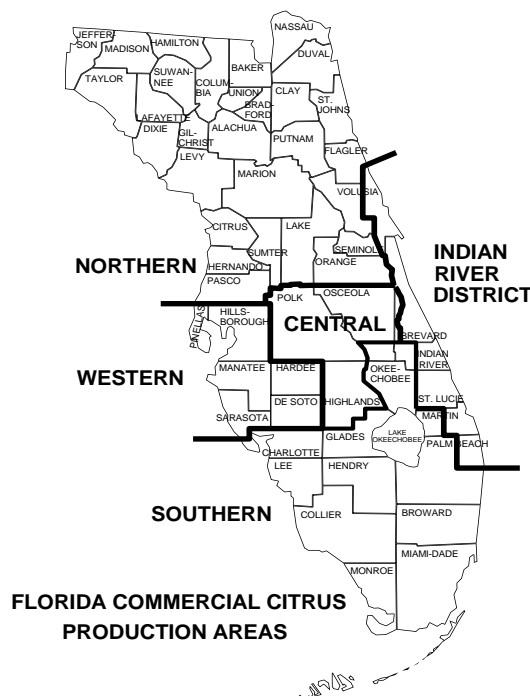 NASSAU
JEFFER-
SON
HAMILTON
MADISON
DUVAL
BAKER
TAYLOR
SUWAN-
NEE
COLUM-
BIA
UNION
CLAY
ST.
JOHNS
BRAD-
FORD
LAFAYETTE
DIXIE
GIL-
CHRIST
ALACHUA
PUTNAM
FLAGLER
LEVY
MARION
VOLUSIA
CITRUS
LAKE
SEMINOLE
SUMTER
ORANGE
HERNANDO
PASCO
NORTHERN
INDIAN
RIVER
DISTRICT
POLK
OSCEOLA
HILLS-
BOROUGH
PINELLAS
CENTRAL
BREVARD
INDIAN
RIVER
WESTERN
MANATEE
HARDEE
OKEE-
CHOBEE
DE SOTO
HIGHLANDS
ST. LUCIE
SARASOTA
MARTIN
GLADES
LAKE
OKEECHOBEE
PALM BEACH
CHARLOTTE
LEE
HENDRY
SOUTHERN
COLLIER
BROWARD
MIAMI-DADE
MONROE
FLORIDA COMMERCIAL CITRUS
PRODUCTION AREAS